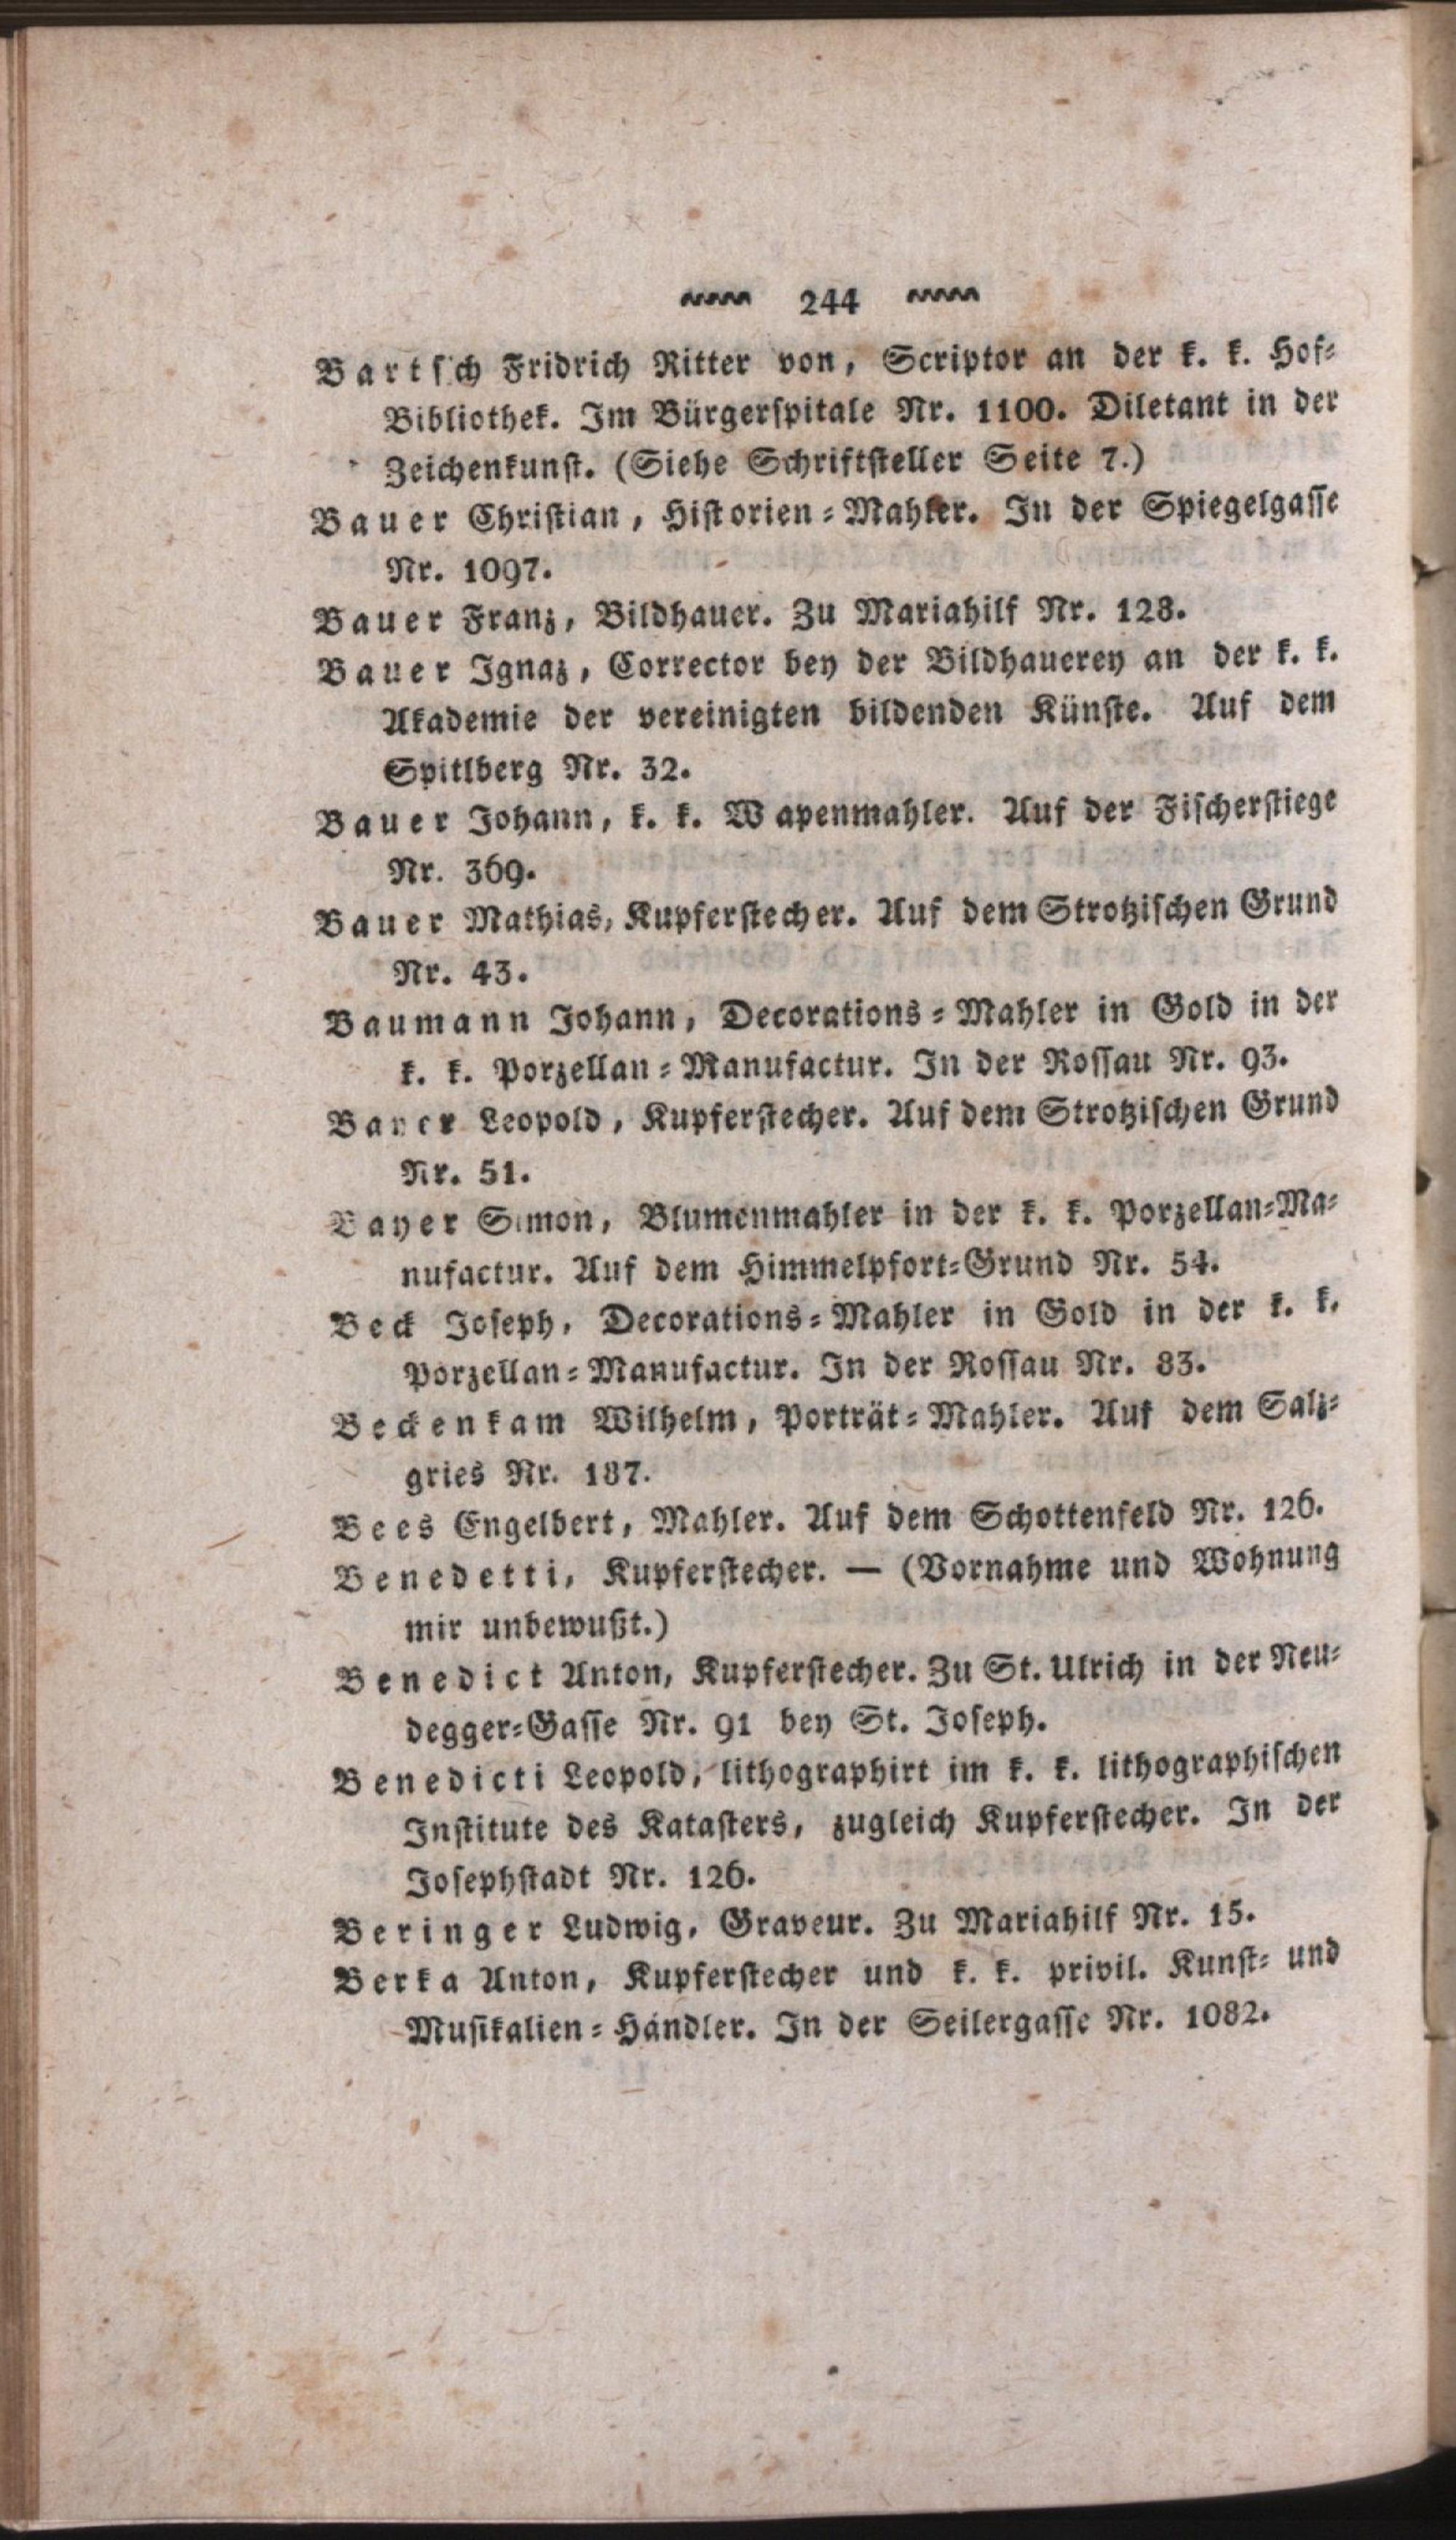 244
Bartsch Fridrich Ritter von, Scriptor an der k. k. Hof-
Bibliothek. Im Bürgerspitale Nr. 1100. Diletant in der
Zeichenkunst. (Siehe Schriftsteller Seite 7.)
Bauer Christian, Historien-Mahler. In der Spiegelgasse
Nr. 1097.
Bauer Franz, Bildhauer. Zu Mariahilf Nr. 128.
Bauer Ignaz, Corrector bey der Bildhauerey an der k. k.
Akademie der vereinigten bildenden Künste. Auf dem
Spitlberg Nr. 32.
Bauer Johann, k. k. Wapenmahler. Auf der Fischerstiege
Nr. 369.
Bauer Mathias, Kupferstecher. Auf dem Strotzischen Grund
Nr. 43.
Baumann Johann, Decorations-Mahler in Gold in der
k. k. Porzellan-Manufactur. In der Rossau Nr. 93.
Leopold, Kupferstecher. Auf dem Strotzischen Grund
Nr. 51.
Bayer Simon, Blumenmahler in der k. k. Porzellan-Ma-
nufactur. Auf dem Himmelpfort-Grund Nr. 54.
Beck Joseph, Decorations-Mahler in Gold in der k. k.
Porzellan-Manufactur. In der Rossau Nr. 83.
Beckenkam Wilhelm, Porträt-Mahler. Auf dem Salz-
gries Nr. 187.
Bees Engelbert, Mahler. Auf dem Schottenfeld Nr. 126.
Benedetti, Kupferstecher. — (Vornahme und Wohnung
mir unbewußt.)
Benedict Anton, Kupferstecher. Zu St. Ulrich in der Neu-
degger-Gasse Nr. 91 bey St. Joseph.
Benedicti Leopold, lithographirt im k. k. lithographischen
Institute des Katasters, zugleich Kupferstecher. In der
Josephstadt Nr. 126.
Beringer Ludwig, Graveur. Zu Mariahilf Nr. 15.
Berka Anton, Kupferstecher und k. k. privil. Kunst- und
Musikalien-Händler. In der Seilergasse Nr. 1082.